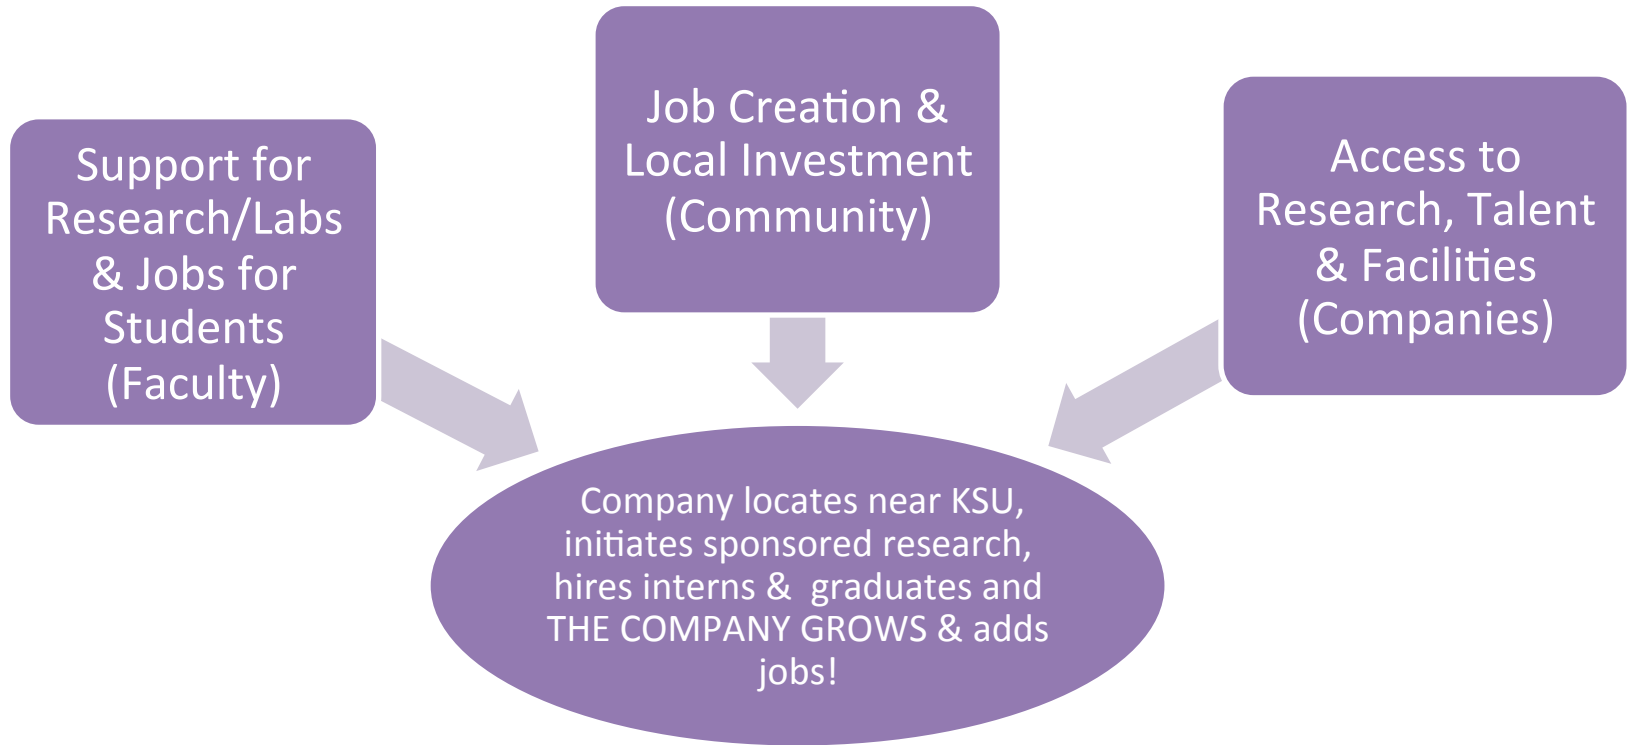 Support for
Research/Labs
& Jobs for
Students
(Faculty)
Job Creation &
Local Investment
(Community)
Access to
Research, Talent
& Facilities
(Companies)
Company locates near KSU,
initiates sponsored research,
hires interns &  graduates and
THE COMPANY GROWS & adds
jobs!